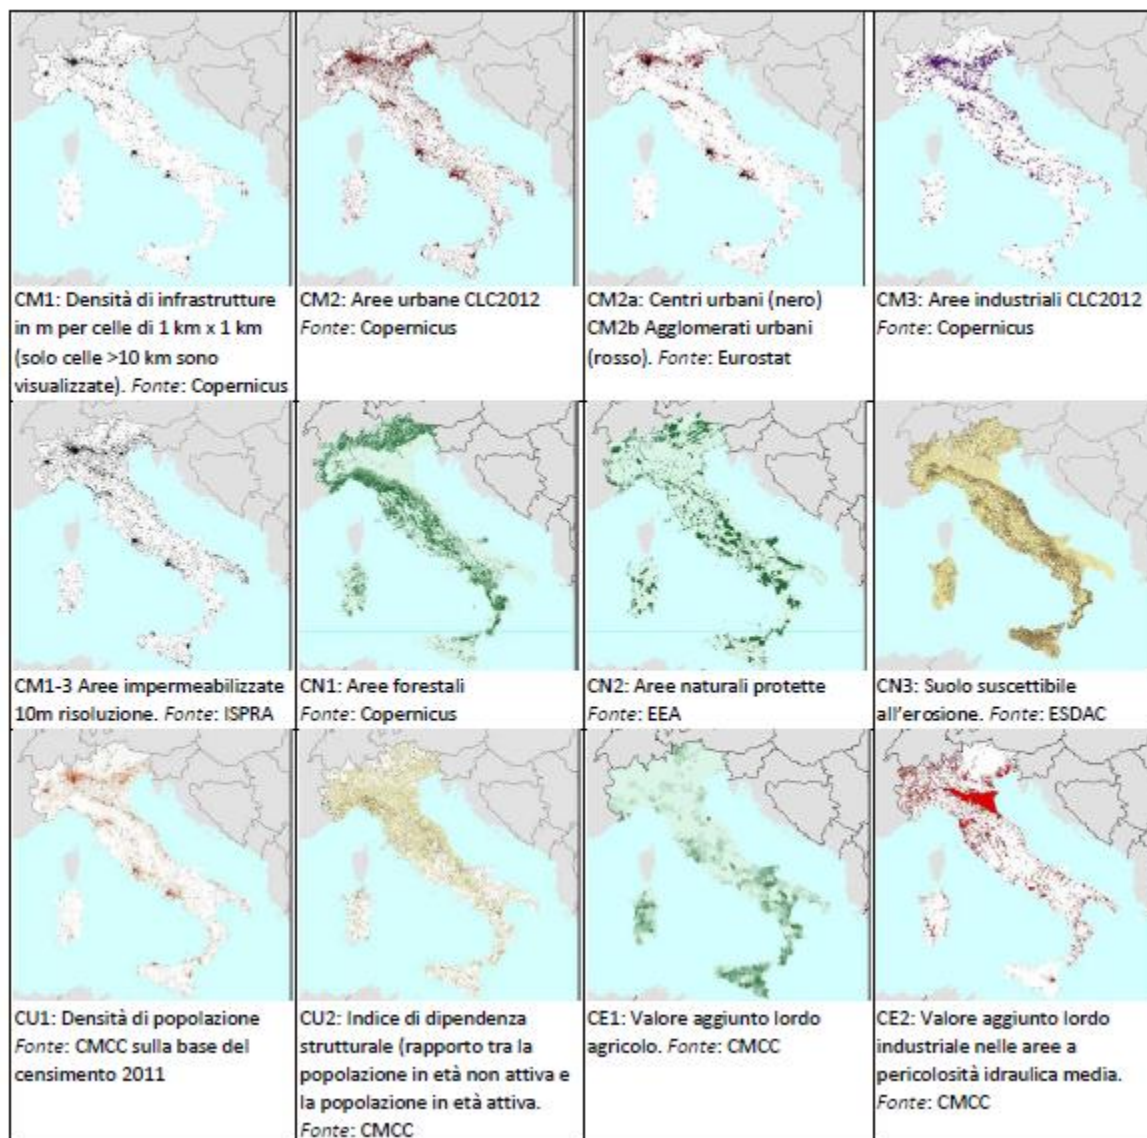 CM1: Densità di infrastrutture
in m per celle di 1 km x 1 km
(solo celle >10 km sono
visualizzate). Fonte: Copernicus
CM2: Aree urbane CLC2012
Fonte: Copernicus
CM2a: Centri urbani (nero)
CM2b Agglomerati urbani
(rosso). Fonte: Eurostat
CM3: Aree industriali CLC2012
Fonte: Copernicus
CM1-3 Aree impermeabilizzate
10m risoluzione. Fonte: ISPRA
CN1: Aree forestali
Fonte: Copernicus
CN2: Aree naturali protette
Fonte: EEA
CN3: Suolo suscettibile
all'erosione. Fonte: ESDAC
CU1: Densità di popolazione
Fonte: CMCC sulla base del
censimento 2011
CU2: Indice di dipendenza
strutturale (rapporto tra la
popolazione in età non attiva e
la popolazione in età attiva.
Fonte: CMCC
CE1: Valore aggiunto lordo
agricolo. Fonte: CMCC
CE2: Valore aggiunto lordo
industriale nelle aree a
pericolosità idraulica media.
Fonte: CMCC